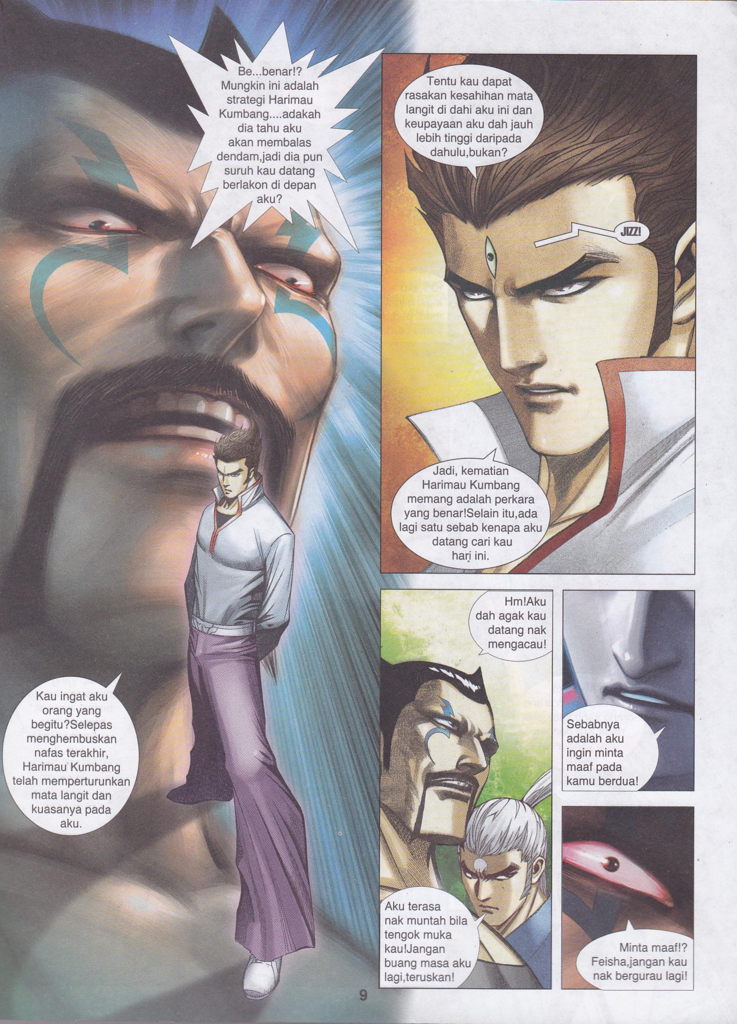 Be...benar!?
Mungkin ini adalah
strategi Harimau
Kumbang....adakah
dia tahu aku
akan membalas
dendam,jadi dia pun
suruh kau datang
berlakon di depan
aku?
Kau ingat aku
orang yang
begitu?Selepas
menghembuskan
nafas terakhir,
Harimau Kumbang
telah memperturunkan
mata langit dan
kuasanya pada
aku.
Tentu kau dapat
rasakan kesahihan mata
langit di dahi aku ini dan
keupayaan aku dah jauh
lebih tinggi daripada
dahulu,bukan?
JIZZ!
Jadi, kematian
Harimau Kumbang
memang adalah perkara
yang benar!Selain itu,ada
lagi satu sebab kenapa aku
datang cari kau
hari ini.
Hm!Aku
dah agak kau
datang nak
mengacau!
Aku terasa
nak muntah bila
tengok muka
kau!Jangan
buang masa aku
lagi,teruskan!
Sebabnya
adalah aku
ingin minta
maaf pada
kamu berdua!
Minta maaf!?
Feisha,jangan kau
nak bergurau lagi!
9